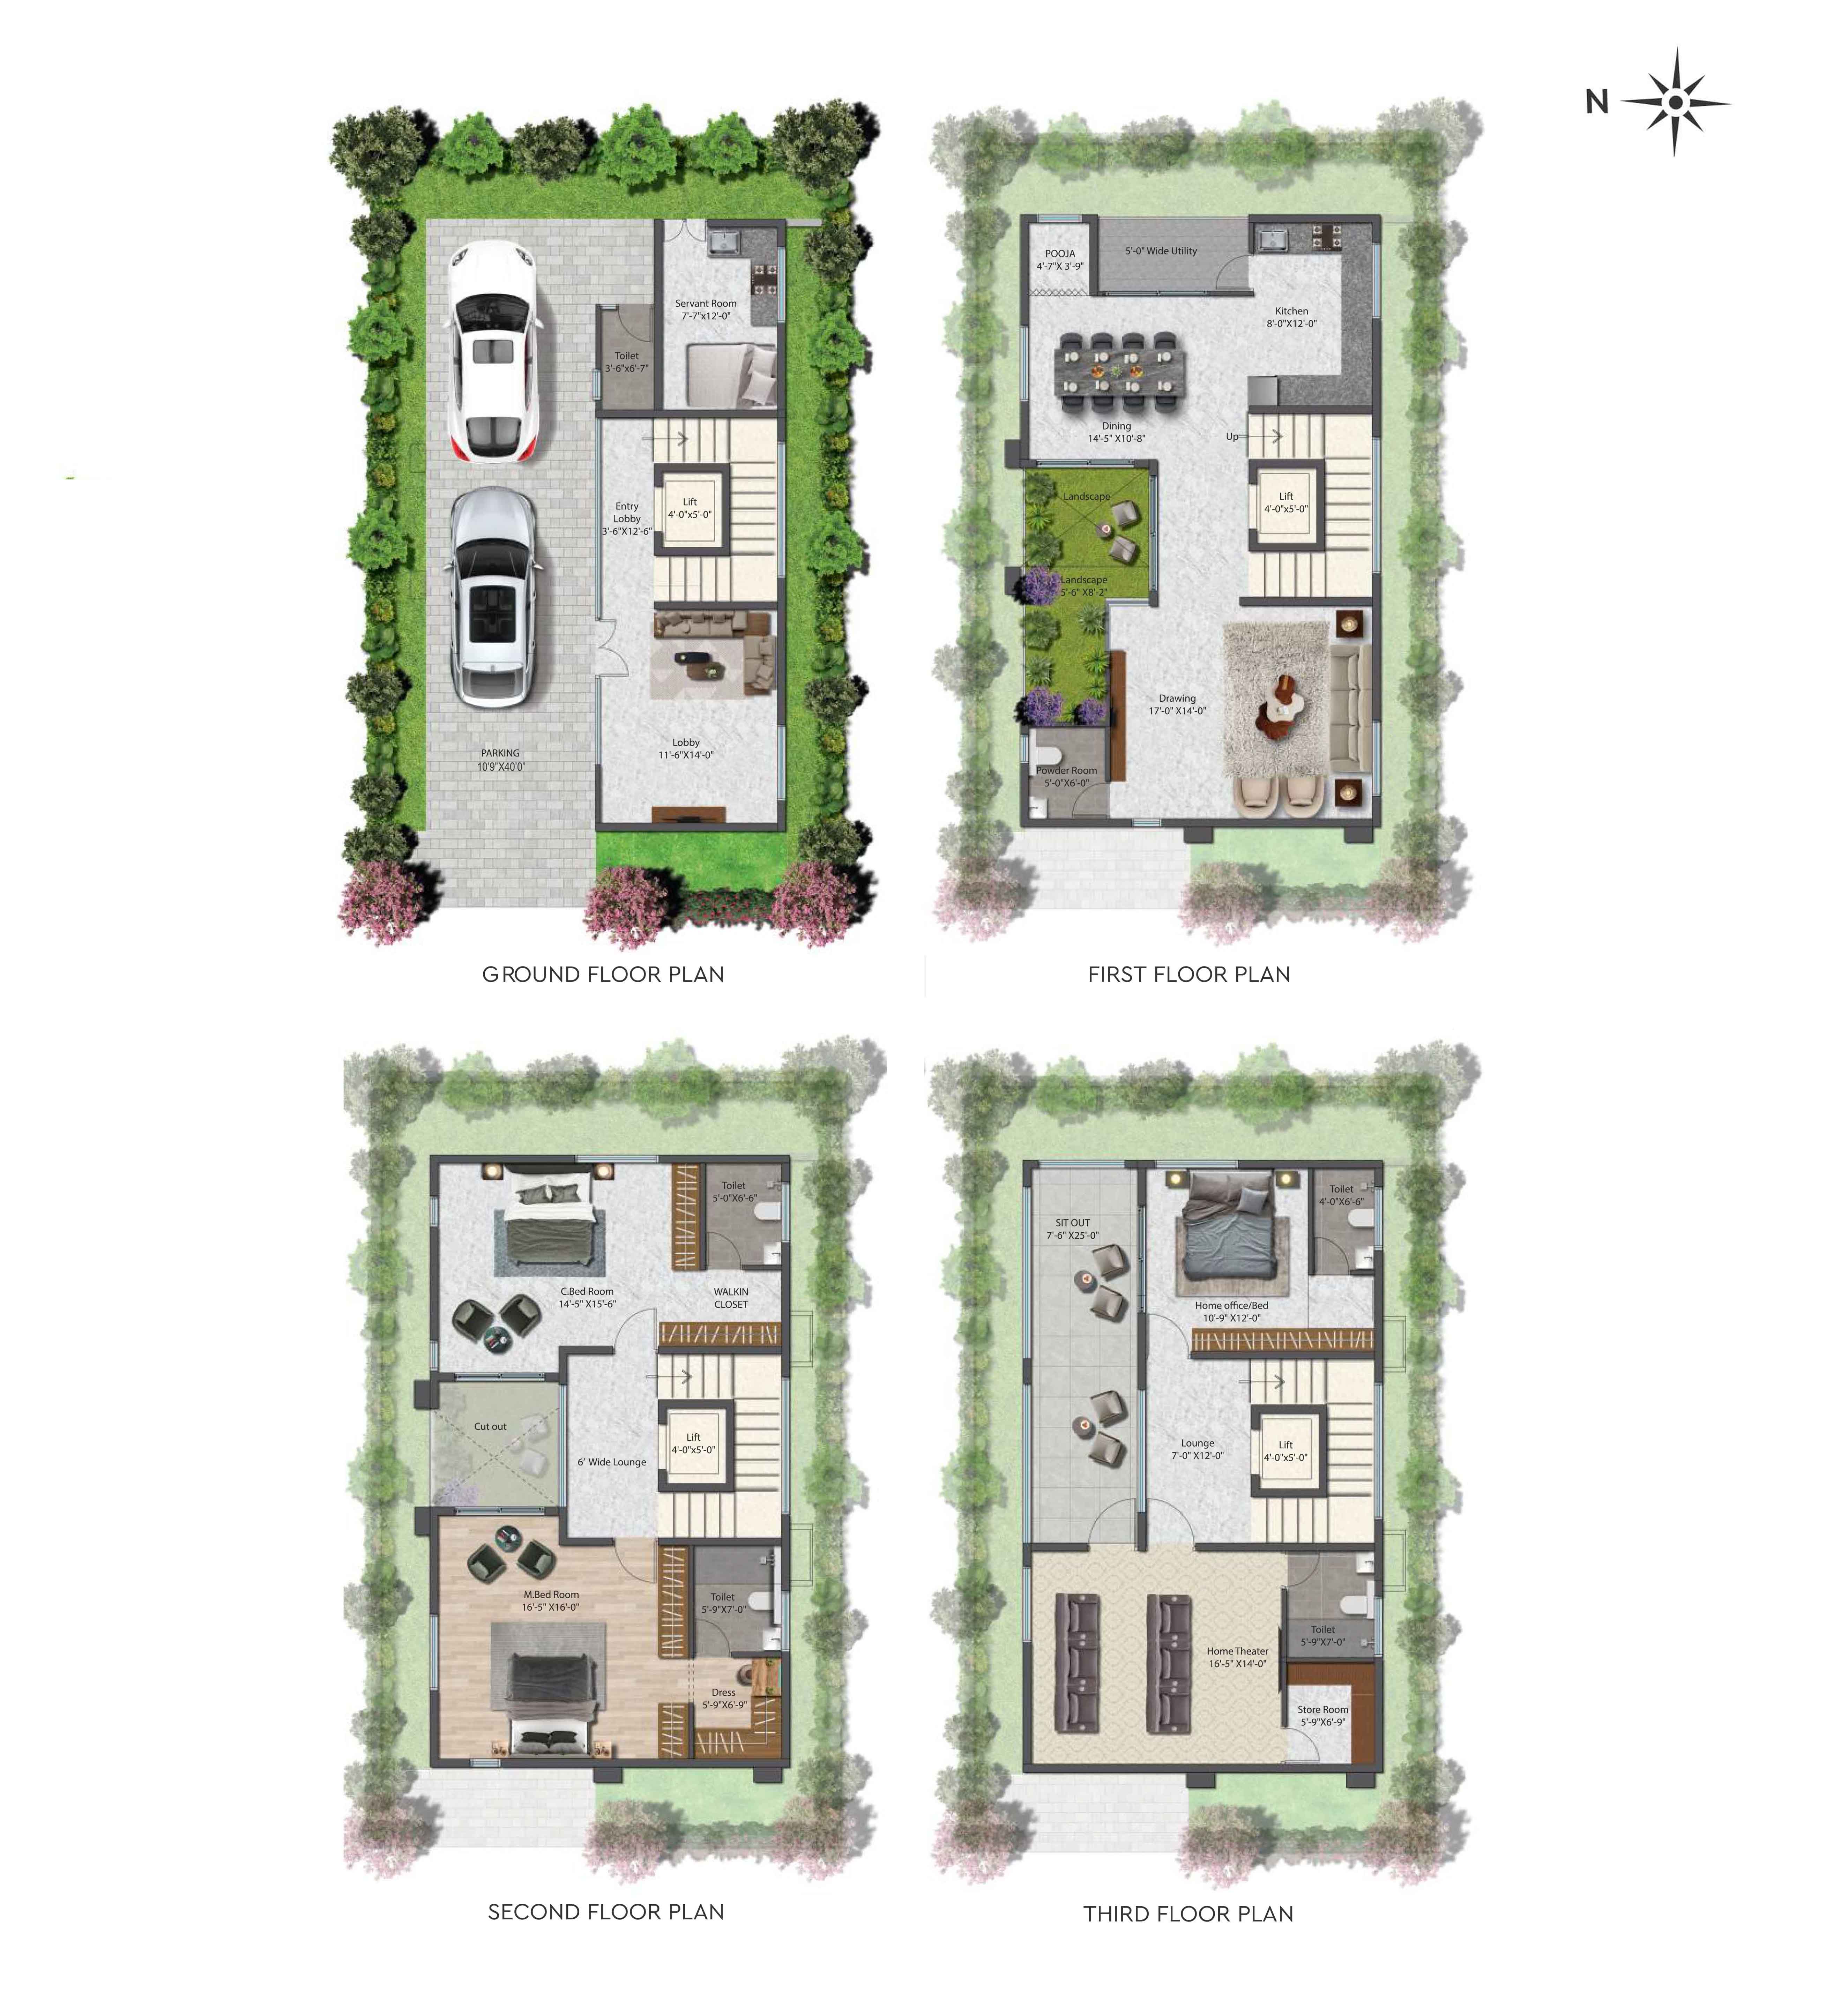 N
Servant Room
7'-7"x12'-0"
Toilet
3'-6"x6'-7"
Entry
Lobby
3'-6"X12'-6"
Lift
4'-0"x5'-0"
Lobby
11'-6"X14'-0"
PARKING
10'9"X40'0"
GROUND FLOOR PLAN
POOJA
4'-7"X 3'-9"
5'-0" Wide Utility
Kitchen
8'-0"X12'-0"
Dining
14'-5" X10'-8"
Up
Landscape
Lift
4'-0"x5'-0"
Landscape
5'-6" X8'-2"
Drawing
17'-0" X14'-0"
Powder Room
5'-0"X6'-0"
FIRST FLOOR PLAN
Toilet
5'-0"X6'-6"
C.Bed Room
14'-5" X15'-6"
WALKIN
CLOSET
Cut out
Lift
4'-0"x5'-0"
6' Wide Lounge
M.Bed Room
16'-5" X16'-0"
Toilet
5'-9"X7'-0"
Dress
5'-9"X6'-9"
SECOND FLOOR PLAN
Toilet
4'-0"X6'-6"
SIT OUT
7'-6" X25'-0"
Home office/Bed
10'-9" X12'-0"
Lounge
7'-0" X12'-0"
Lift
4'-0"x5'-0"
Toilet
5'-9"X7'-0"
Home Theater
16'-5" X14'-0"
Store Room
5'-9"X6'-9"
THIRD FLOOR PLAN